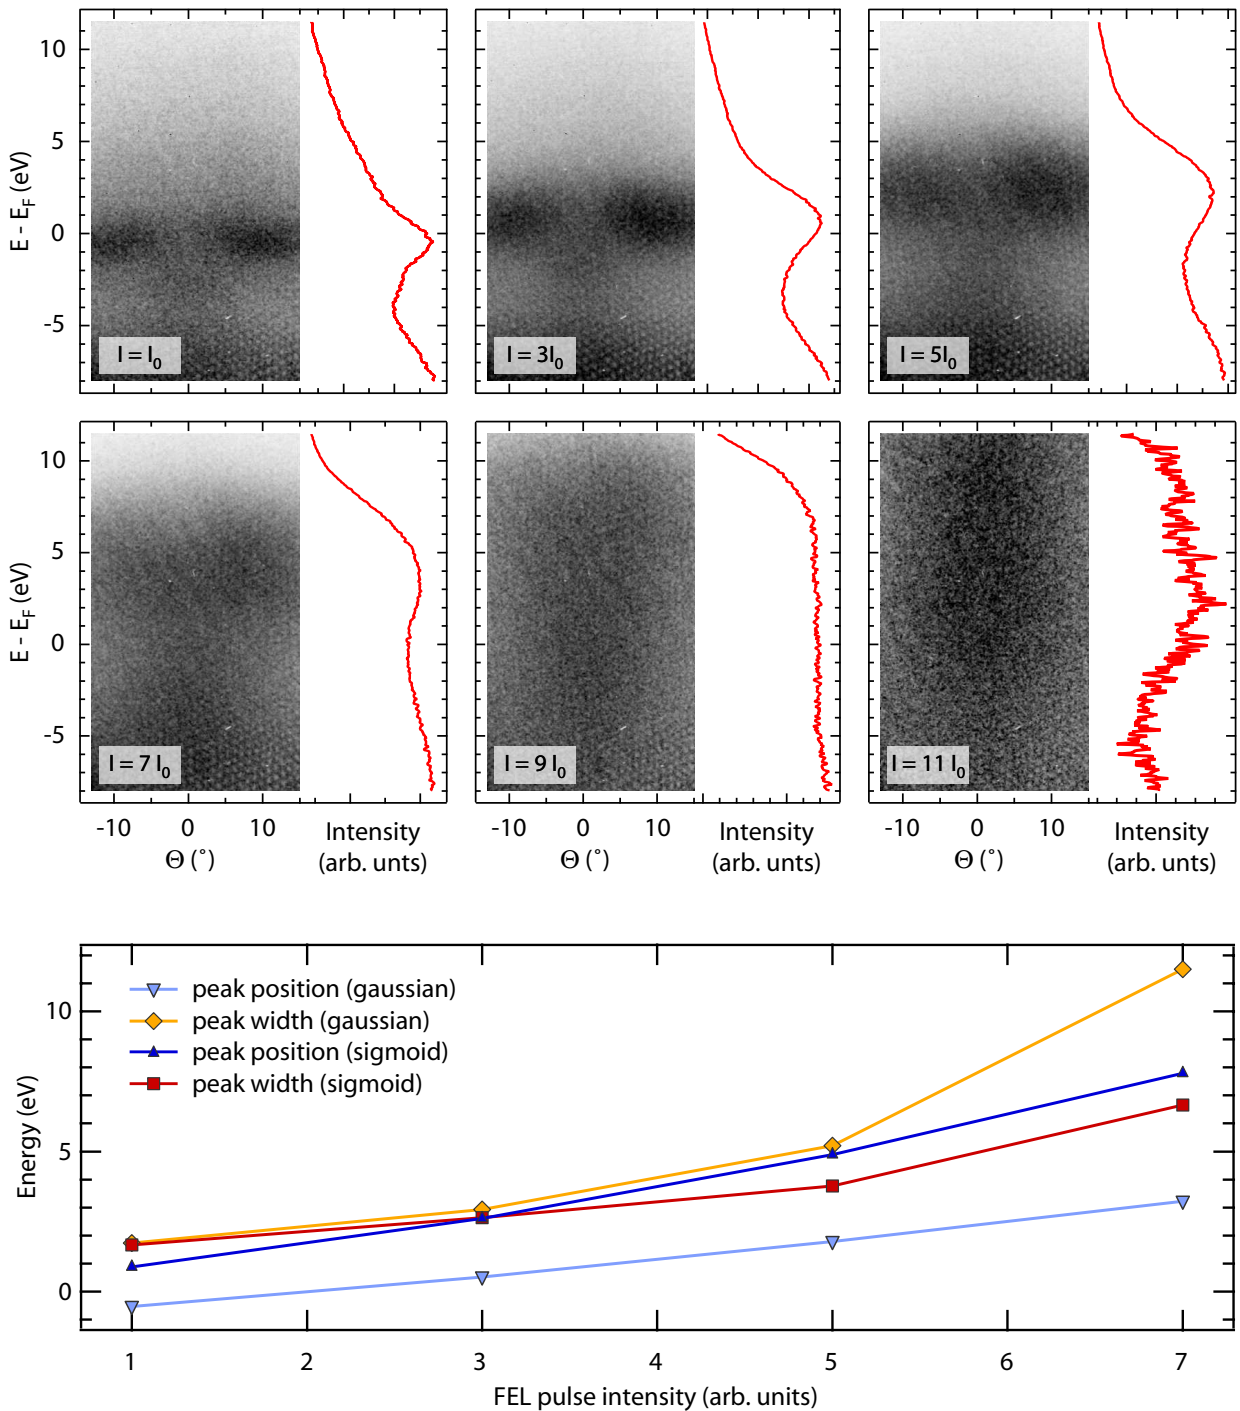 10
5
0
-5
E - E_F (eV)
I = I_0
I = 3I_0
I = 5I_0
10
5
0
-5
E - E_F (eV)
I = 7 I_0
I = 9 I_0
I = 11 I_0
-10 0 10
Θ (°)
Intensity
(arb. unts)
-10 0 10
Θ (°)
Intensity
(arb. unts)
-10 0 10
Θ (°)
Intensity
(arb. unts)
10
5
0
Energy (eV)
peak position (gaussian)
peak width (gaussian)
peak position (sigmoid)
peak width (sigmoid)
1 2 3 4 5 6 7
FEL pulse intensity (arb. units)